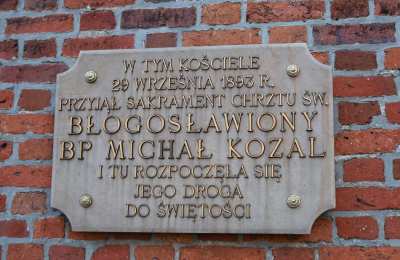 W TYM KOŚCIELE
29 WRZEŚNIA 1893 R.
PRZYJĄŁ SAKRAMENT CHRZTU ŚW.
BŁOGOSŁAWIONY
BP MICHAŁ KOZAL
I TU ROZPOCZĘŁA SIĘ
JEGO DROGA
DO ŚWIĘTOŚCI